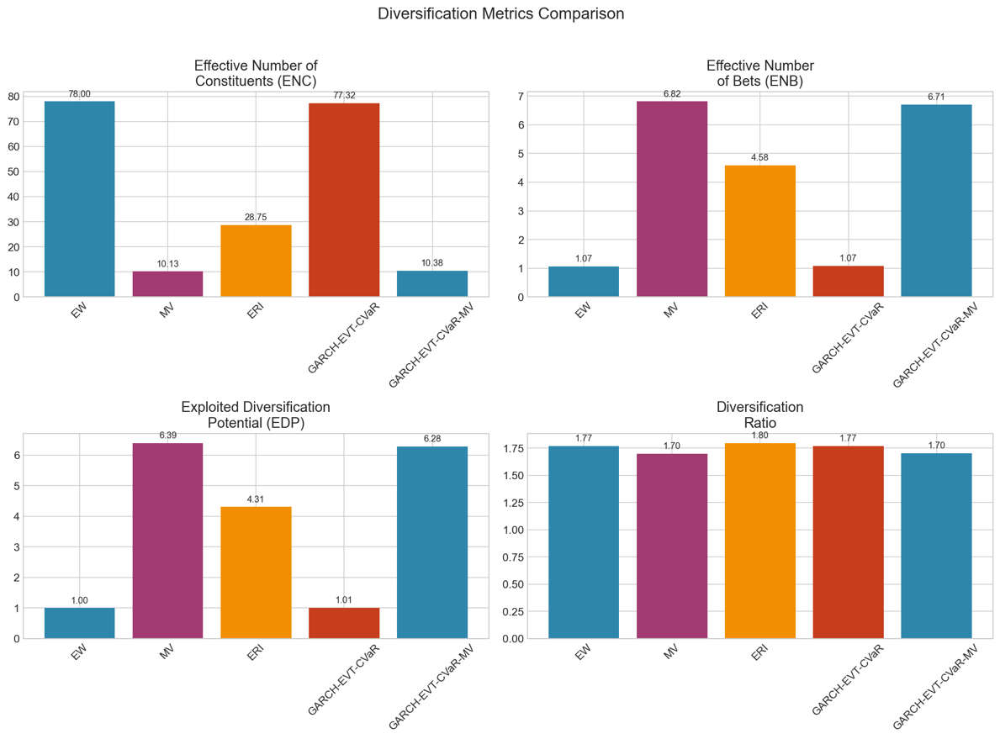 Diversification Metrics Comparison
Effective Number of
Constituents (ENC)
80
70
60
50
40
30
20
10
0
78.00
10.13
28.75
77.32
10.38
EW
MV
ERI
GARCH-EVT-CVaR
GARCH-EVT-CVaR-MV
Effective Number
of Bets (ENB)
7
6
5
4
3
2
1
0
1.07
6.82
4.58
1.07
6.71
EW
MV
ERI
GARCH-EVT-CVaR
GARCH-EVT-CVaR-MV
Exploited Diversification
Potential (EDP)
6
5
4
3
2
1
0
1.00
6.39
4.31
1.01
6.28
EW
MV
ERI
GARCH-EVT-CVaR
GARCH-EVT-CVaR-MV
Diversification
Ratio
1.75
1.50
1.25
1.00
0.75
0.50
0.25
0.00
1.77
1.70
1.80
1.77
1.70
EW
MV
ERI
GARCH-EVT-CVaR
GARCH-EVT-CVaR-MV